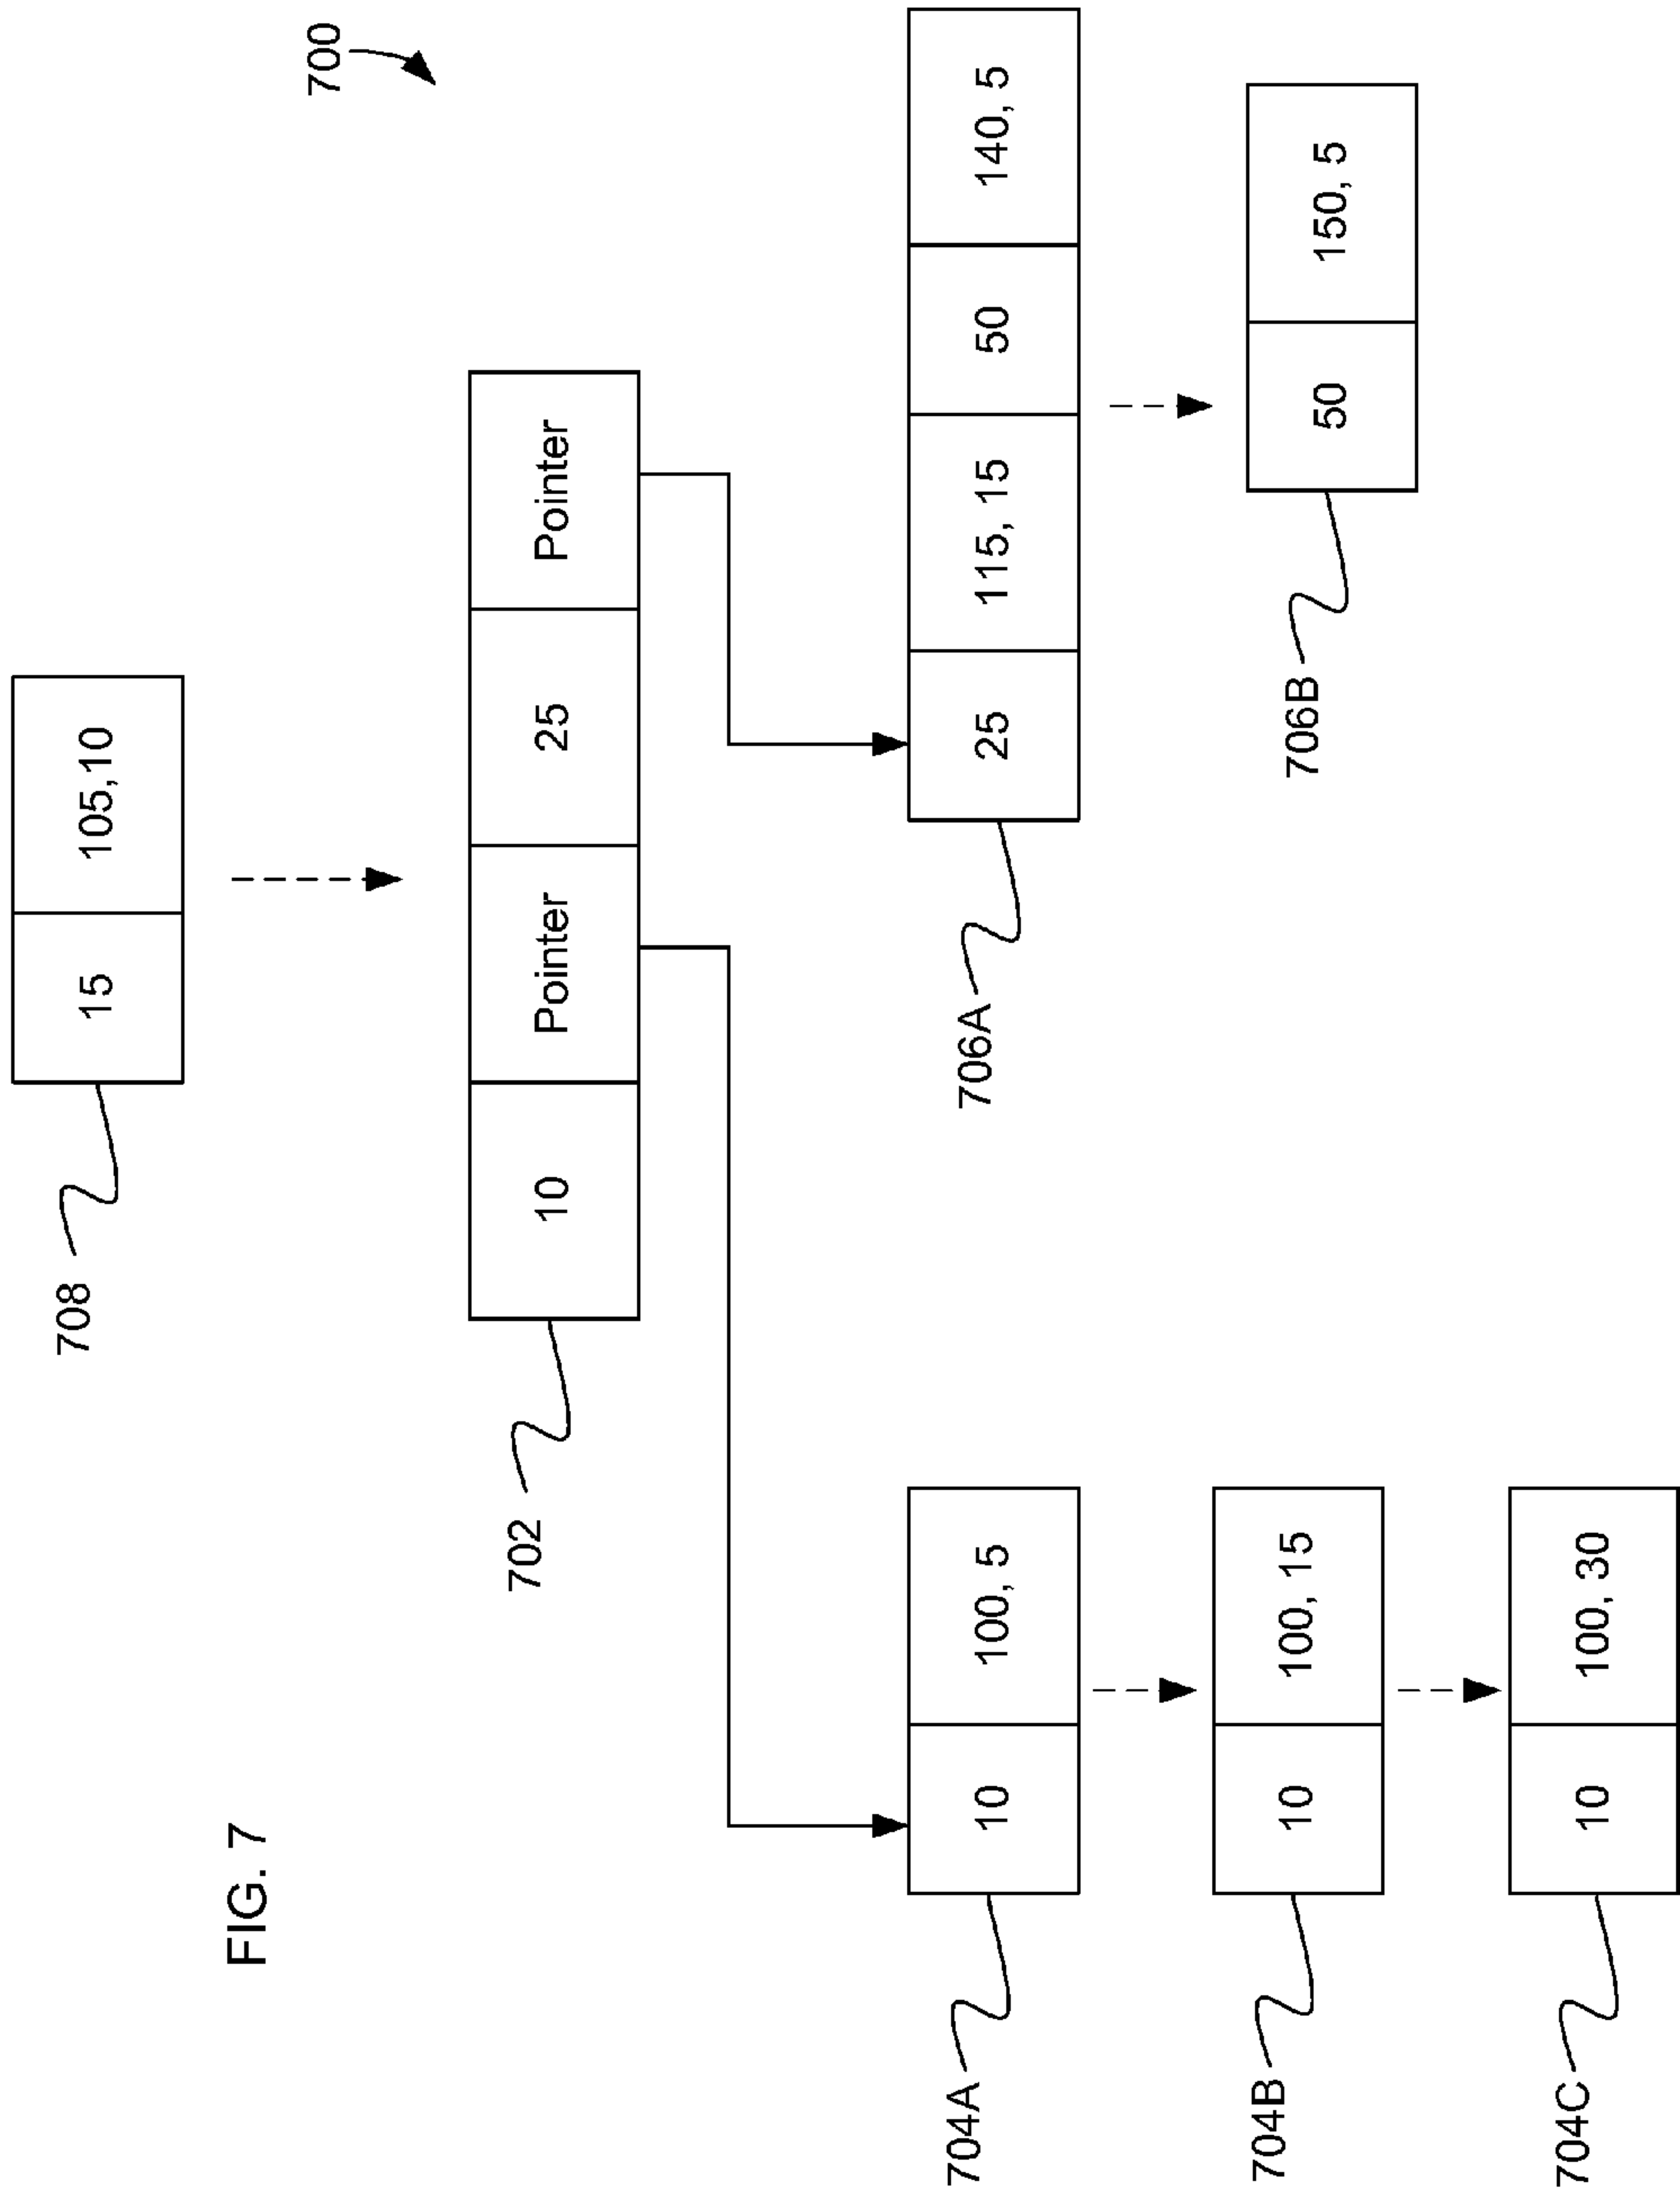 708 15 105,10
FIG. 7
700
702 10 Pointer 25 Pointer
704A 10 100, 5
706A 25 115, 15 50 140, 5
704B 10 100, 15
706B 50 150, 5
704C 10 100, 30